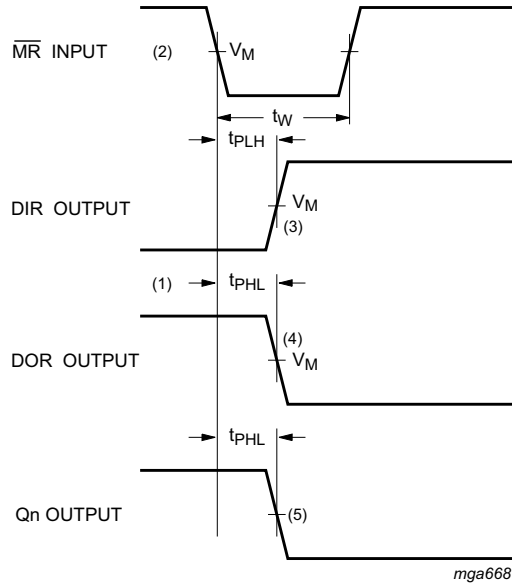 MR INPUT (2) VM
tW
tPLH
DIR OUTPUT VM
(3)
(1) tPHL
(4)
DOR OUTPUT VM
tPHL
Qn OUTPUT (5)
mga668